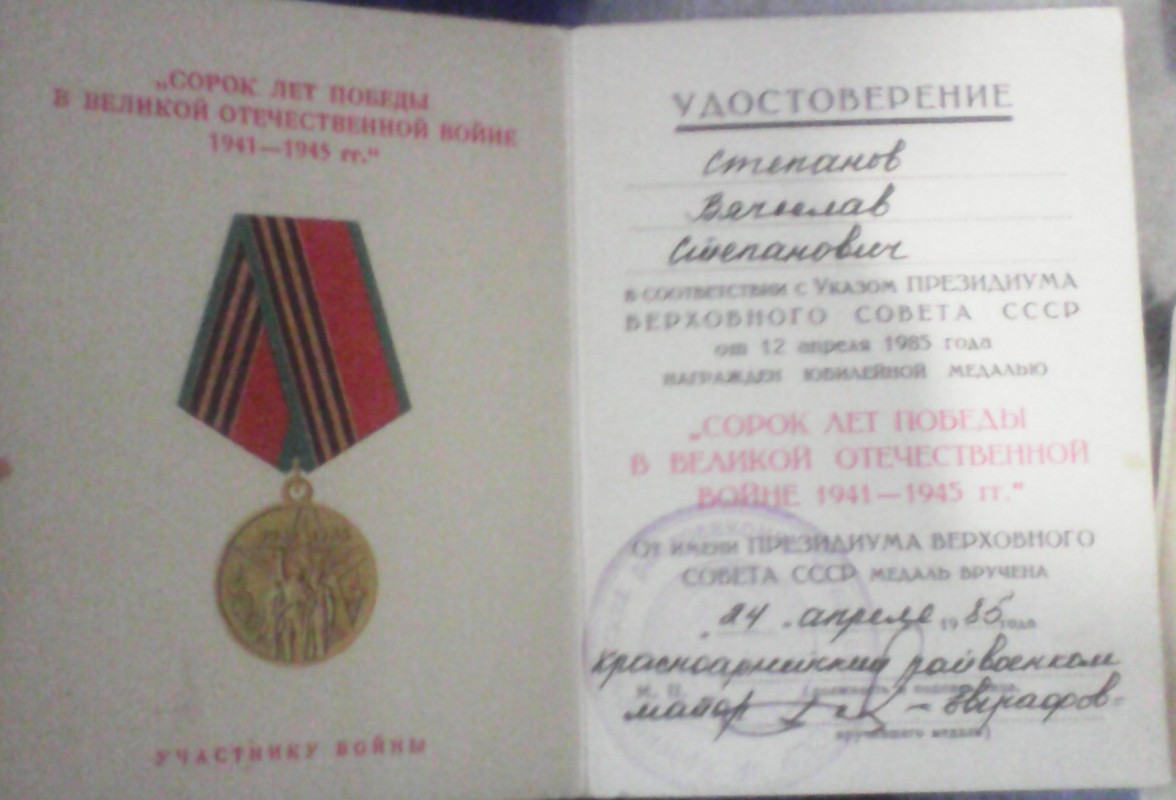 „СОРОК ЛЕТ ПОБЕДЫ
В ВЕЛИКОЙ ОТЕЧЕСТВЕННОЙ ВОЙНЕ
1941—1945 гг.“
УЧАСТНИКУ ВОЙНЫ
УДОСТОВЕРЕНИЕ
Степанов
Вячеслав
Степанович
В СООТВЕТСТВИИ С УКАЗОМ ПРЕЗИДИУМА
ВЕРХОВНОГО СОВЕТА СССР
от 12 апреля 1985 года
НАГРАЖДЕН ЮБИЛЕЙНОЙ МЕДАЛЬЮ
„СОРОК ЛЕТ ПОБЕДЫ
В ВЕЛИКОЙ ОТЕЧЕСТВЕННОЙ
ВОЙНЕ 1941—1945 гг.“
ОТ ИМЕНИ ПРЕЗИДИУМА ВЕРХОВНОГО
СОВЕТА СССР МЕДАЛЬ ВРУЧЕНА
„24 апреля 1985 года
Красноармейский райвоенком
М. П.
майор
вручившего медаль)